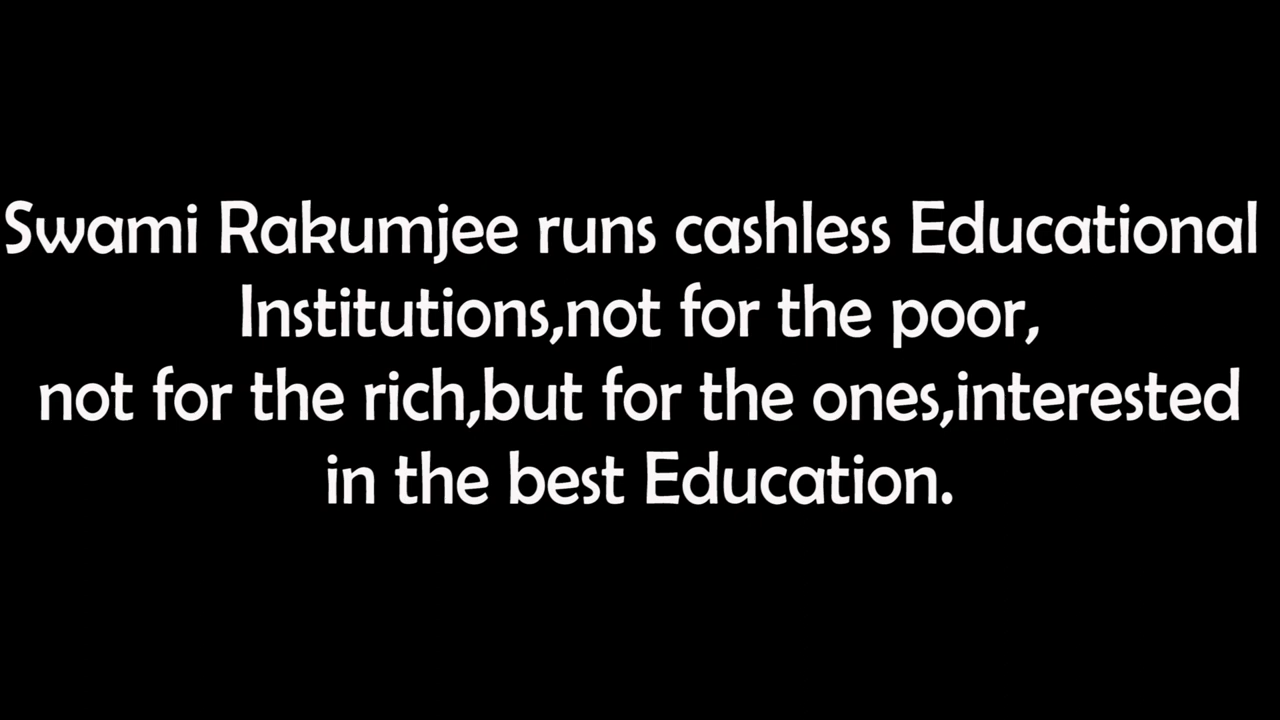 Swami Rakumjee runs cashless Educational
Institutions,not for the poor,
not for the rich,but for the ones,interested
in the best Education.